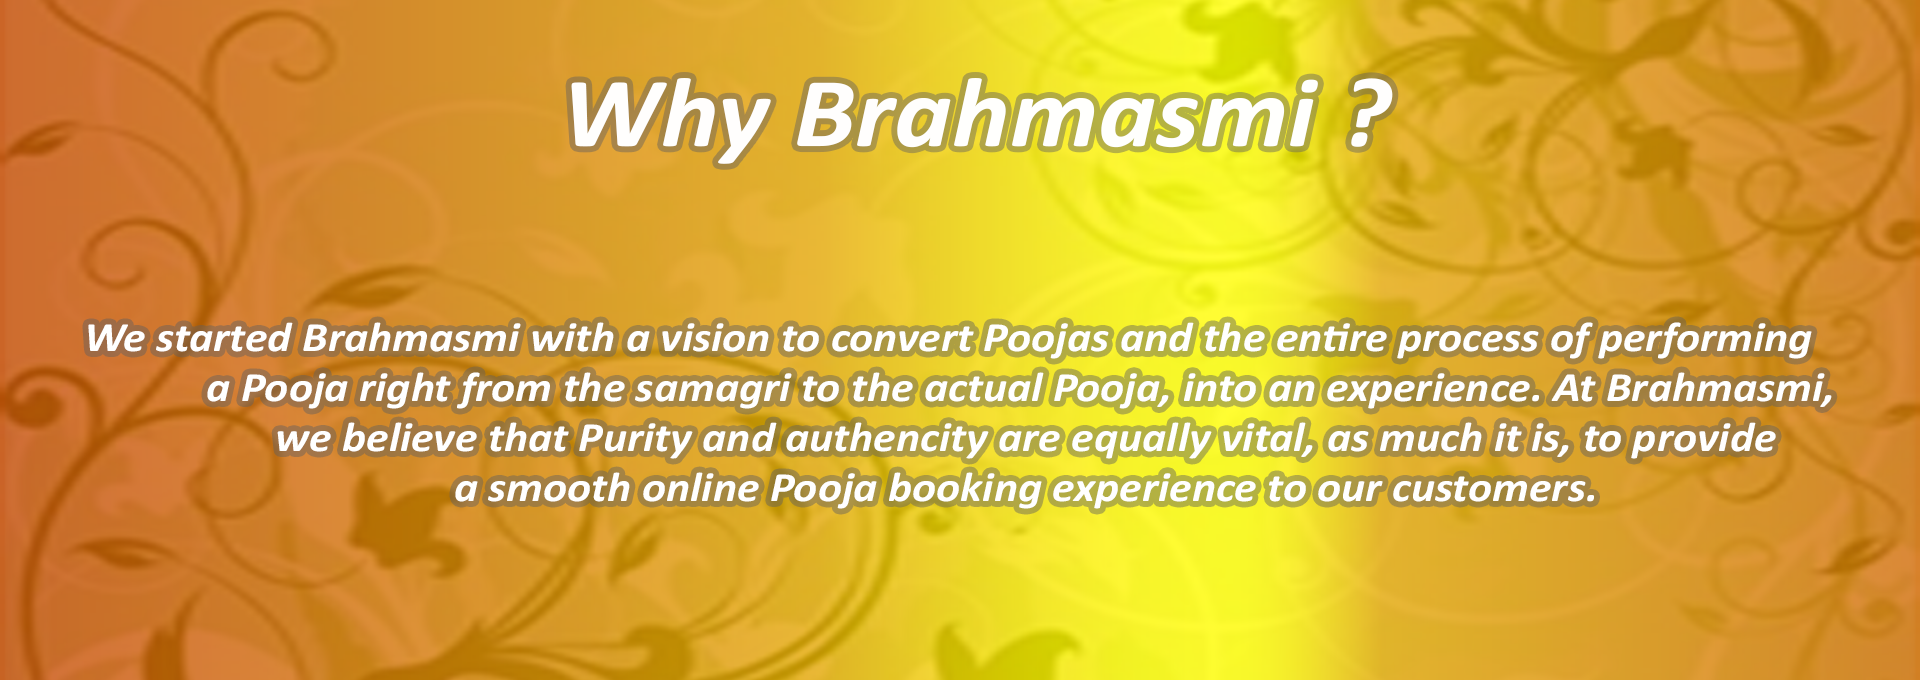 Why Brahmasmi ?
We started Brahmasmi with a vision to convert Poojas and the entire process of performing
a Pooja right from the samagri to the actual Pooja, into an experience. At Brahmasmi,
we believe that Purity and authencity are equally vital, as much it is, to provide
a smooth online Pooja booking experience to our customers.